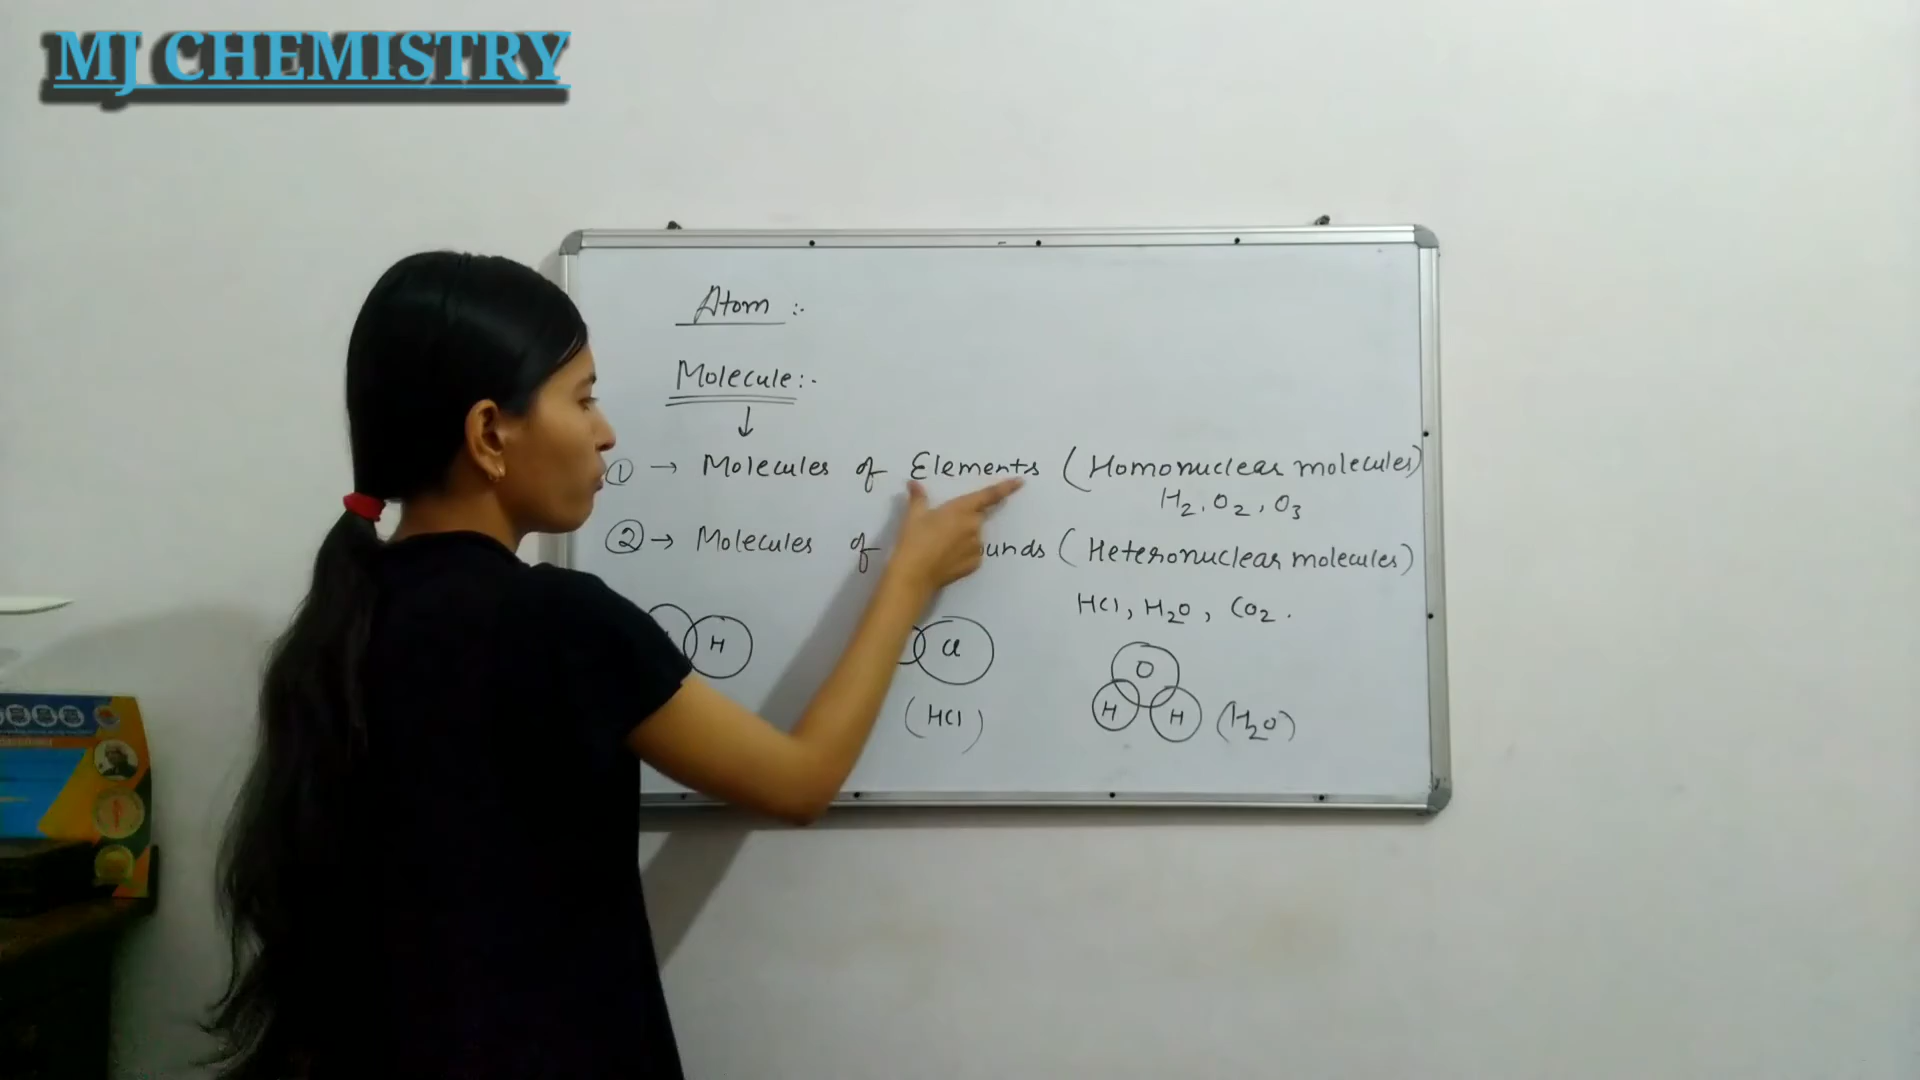 MJ CHEMISTRY
Atom :-
Molecule :-
① → Molecules of Elements (Homonuclear molecules)
H2, O2, O3
② → Molecules of ounds (Heteronuclear molecules)
HCl, H2O, CO2.
H Cl O
H H
(HCl) (H2O)